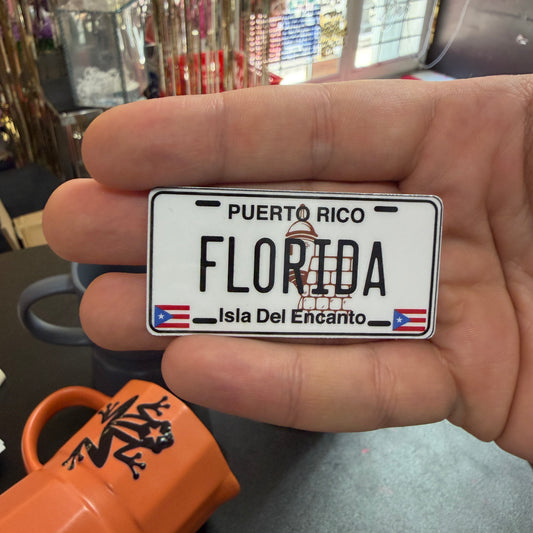 PUERTO RICO
FLORIDA
Isla Del Encanto